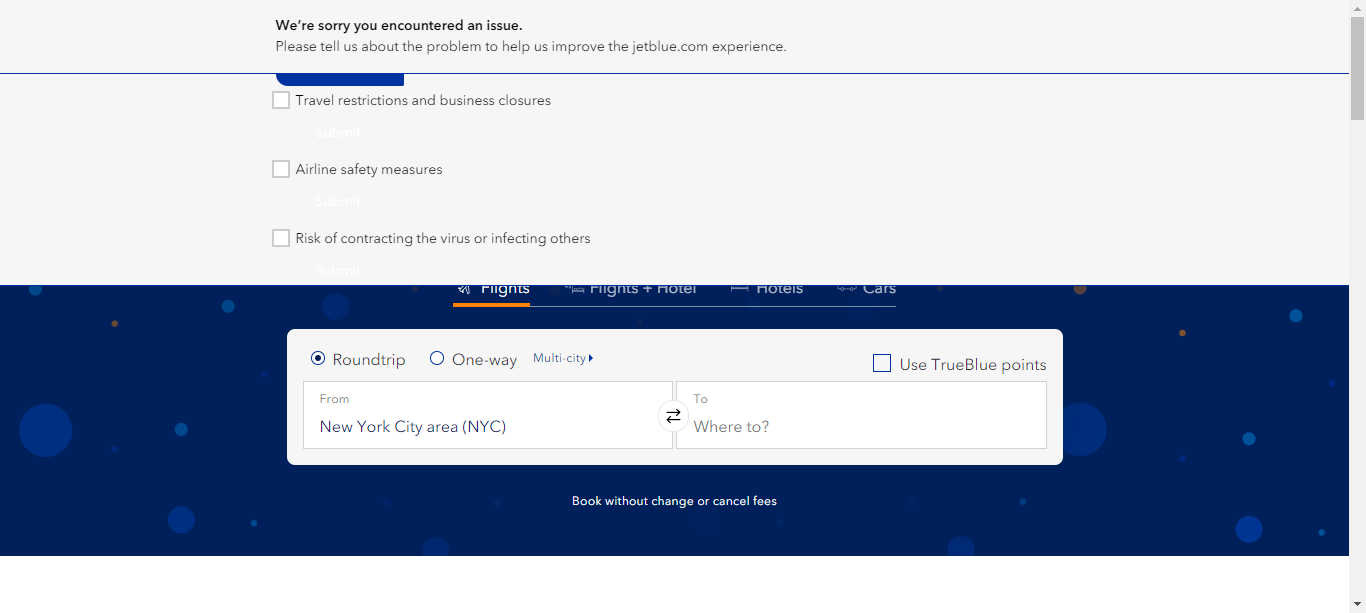 We're sorry you encountered an issue.
Please tell us about the problem to help us improve the jetblue.com experience.
Travel restrictions and business closures
Submit
Airline safety measures
Submit
Risk of contracting the virus or infecting others
Submit
Flights Flights + Hotel Hotels Cars
Roundtrip One-way Multi-city Use TrueBlue points
From To
New York City area (NYC) Where to?
Book without change or cancel fees